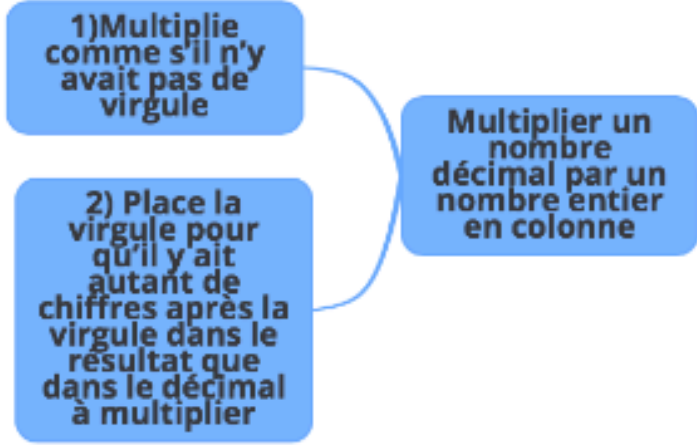 1)Multiplie
comme s'il n'y
avait pas de
virgule
Multiplier un
nombre
décimal par un
nombre entier
en colonne
2) Place la
virgule pour
qu'il y ait
autant de
chiffres après la
virgule dans le
résultat que
dans le décimal
à multiplier